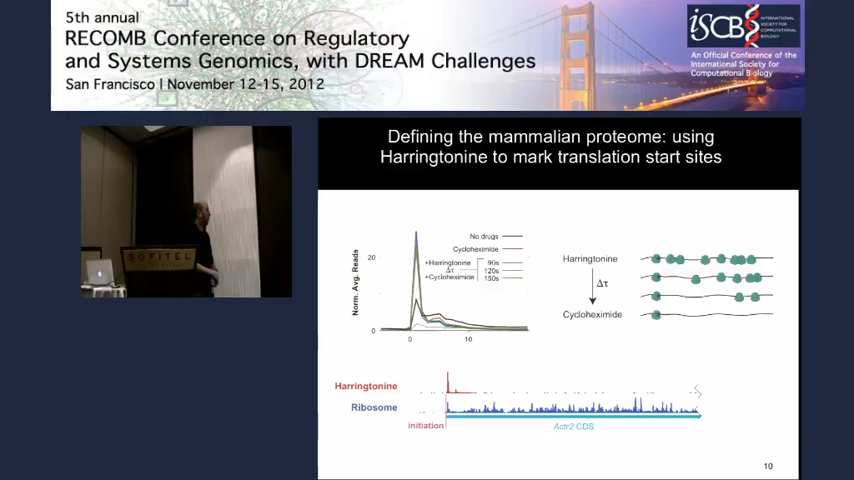 5th annual
RECOMB Conference on Regulatory
and Systems Genomics, with DREAM Challenges
San Francisco | November 12-15, 2012
iSCB
INTERNATIONAL
SOCIETY FOR
COMPUTATIONAL
BIOLOGY
An Official Conference of the
International Society for
Computational Biology
SOFITEL
Defining the mammalian proteome: using
Harringtonine to mark translation start sites
Norm. Avg. Reads
20
0
0
10
No drugs
Cycloheximide
+Harringtonine
Δτ
+Cycloheximide
90s
120s
150s
Harringtonine
Δτ
Cycloheximide
Harringtonine
Ribosome
initiation
Actr2 CDS
10